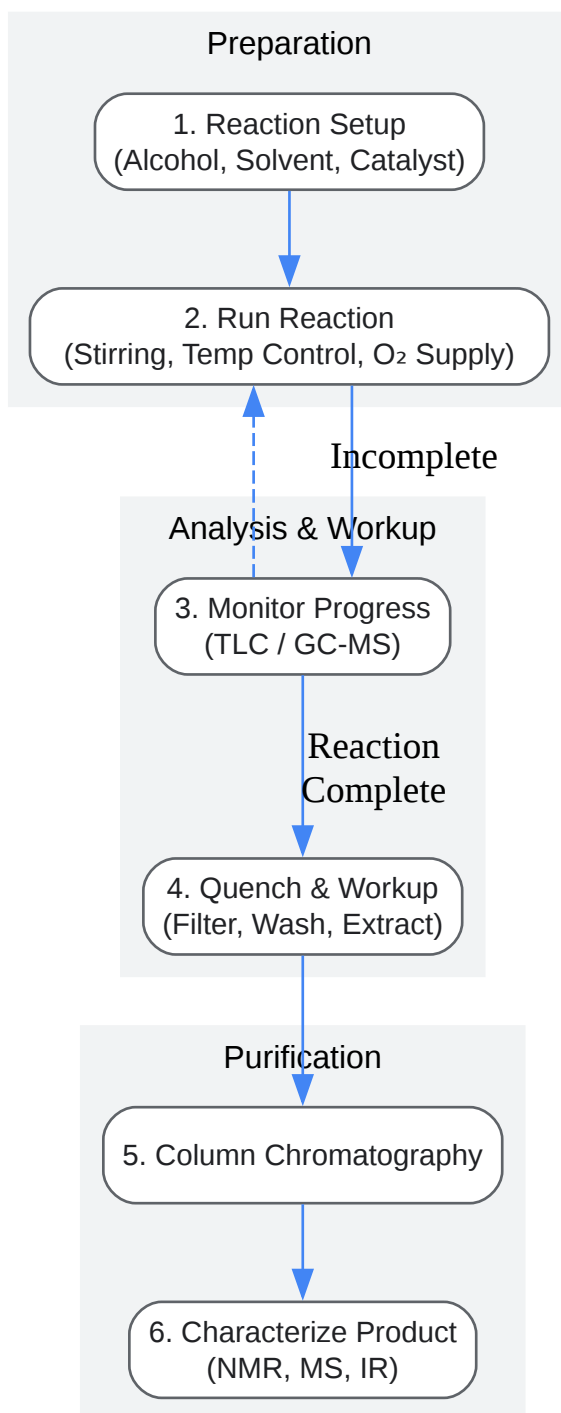 Preparation
1. Reaction Setup
(Alcohol, Solvent, Catalyst)
2. Run Reaction
(Stirring, Temp Control, O₂ Supply)
Incomplete
Analysis & Workup
3. Monitor Progress
(TLC / GC-MS)
Reaction
Complete
4. Quench & Workup
(Filter, Wash, Extract)
Purification
5. Column Chromatography
6. Characterize Product
(NMR, MS, IR)